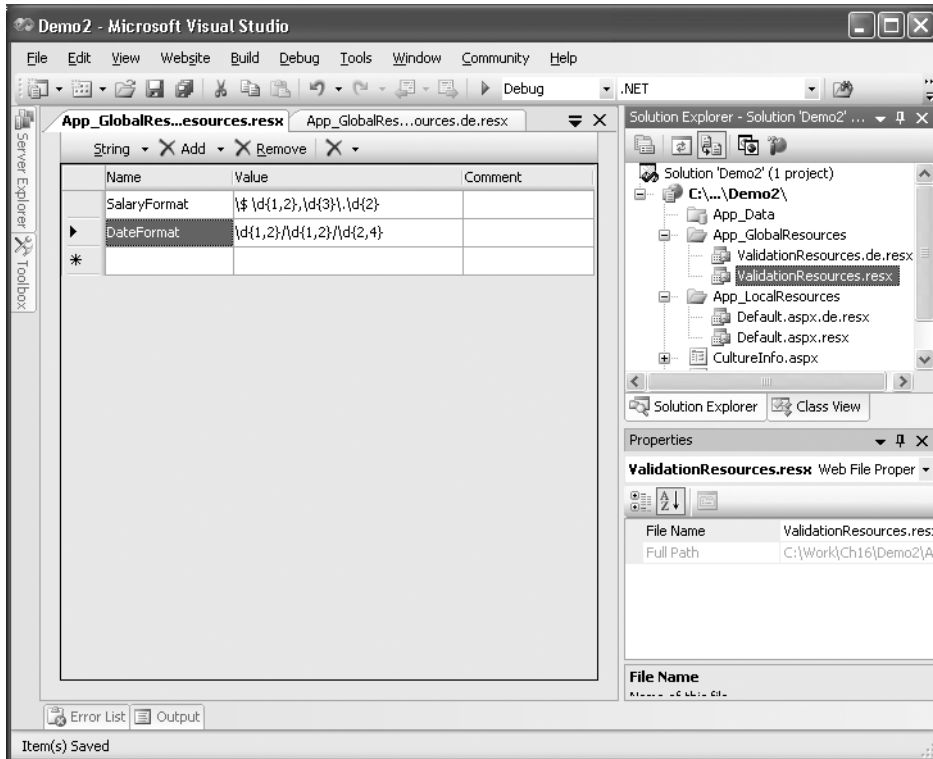 Demo2 - Microsoft Visual Studio
File Edit View Website Build Debug Tools Window Community Help
Debug .NET
Server Explorer
Toolbox
App_GlobalRes...esources.resx App_GlobalRes...ources.de.resx
String Add Remove
Name Value Comment
SalaryFormat \$ \d{1,2},\d{3}\.\d{2}
DateFormat \d{1,2}/\d{1,2}/\d{2,4}
Solution Explorer - Solution 'Demo2' ...
Solution 'Demo2' (1 project)
C:\...\Demo2\
App_Data
App_GlobalResources
ValidationResources.de.resx
ValidationResources.resx
App_LocalResources
Default.aspx.de.resx
Default.aspx.resx
CultureInfo.aspx
Solution Explorer Class View
Properties
ValidationResources.resx Web File Proper
File Name ValidationResources.res
Full Path C:\Work\Ch16\Demo2\A
File Name
Name of this file
Error List Output
Item(s) Saved